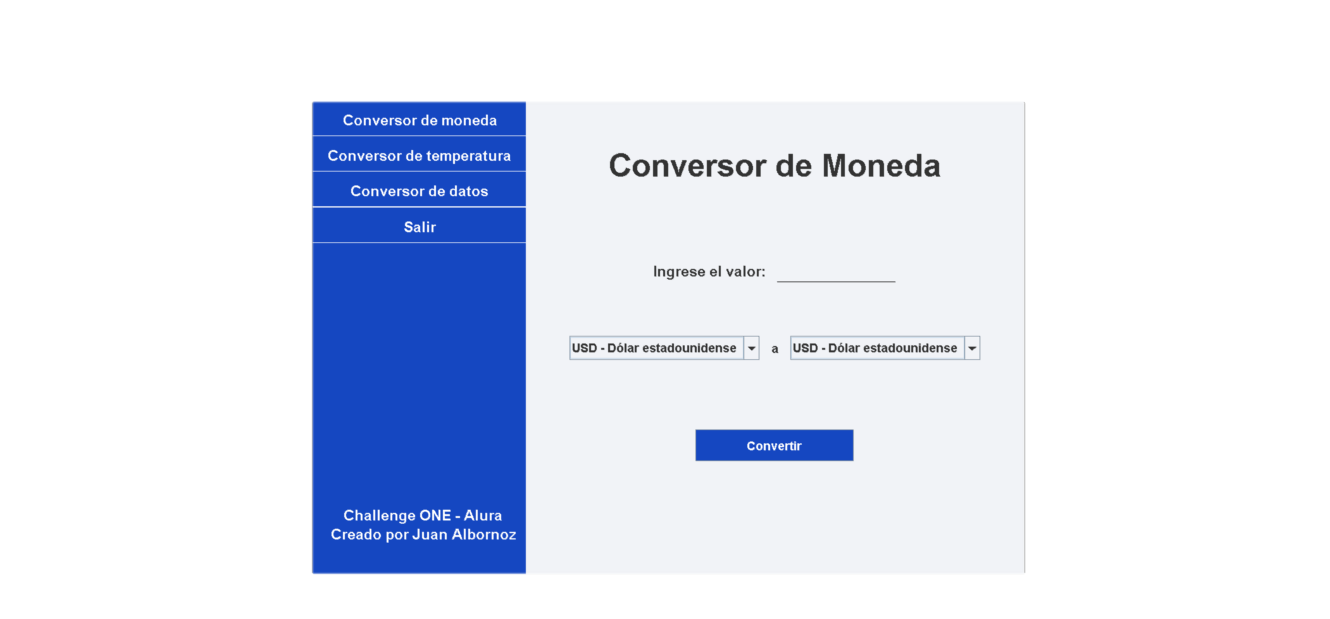 Conversor de moneda
Conversor de temperatura
Conversor de datos
Salir
Challenge ONE - Alura
Creado por Juan Albornoz
Conversor de Moneda
Ingrese el valor:
USD - Dólar estadounidense a USD - Dólar estadounidense
Convertir